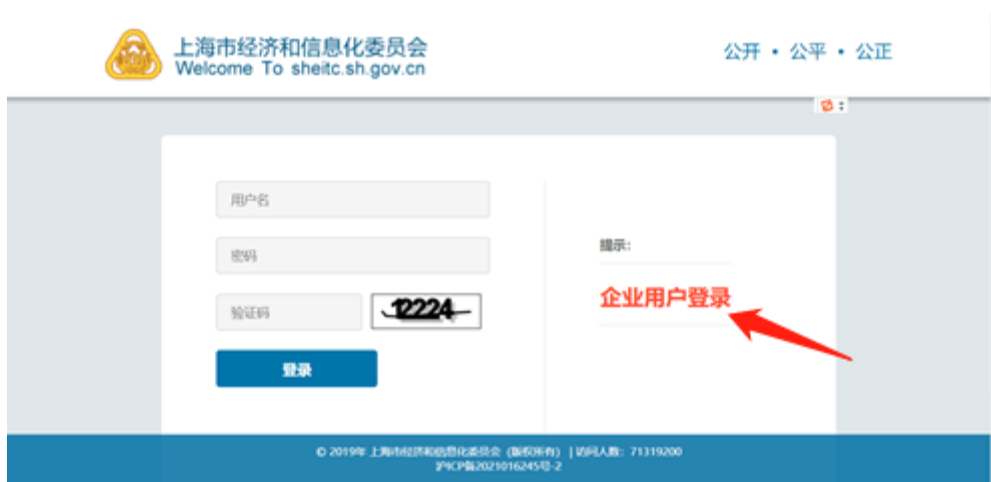 上海市经济和信息化委员会
Welcome To sheitc.sh.gov.cn
公开 • 公平 • 公正
用户名
密码
验证码
12224
登录
提示:
企业用户登录
© 2019年 上海市经济和信息化委员会 (版权所有) | 访问人数: 71319200
沪ICP备2021016245号-2